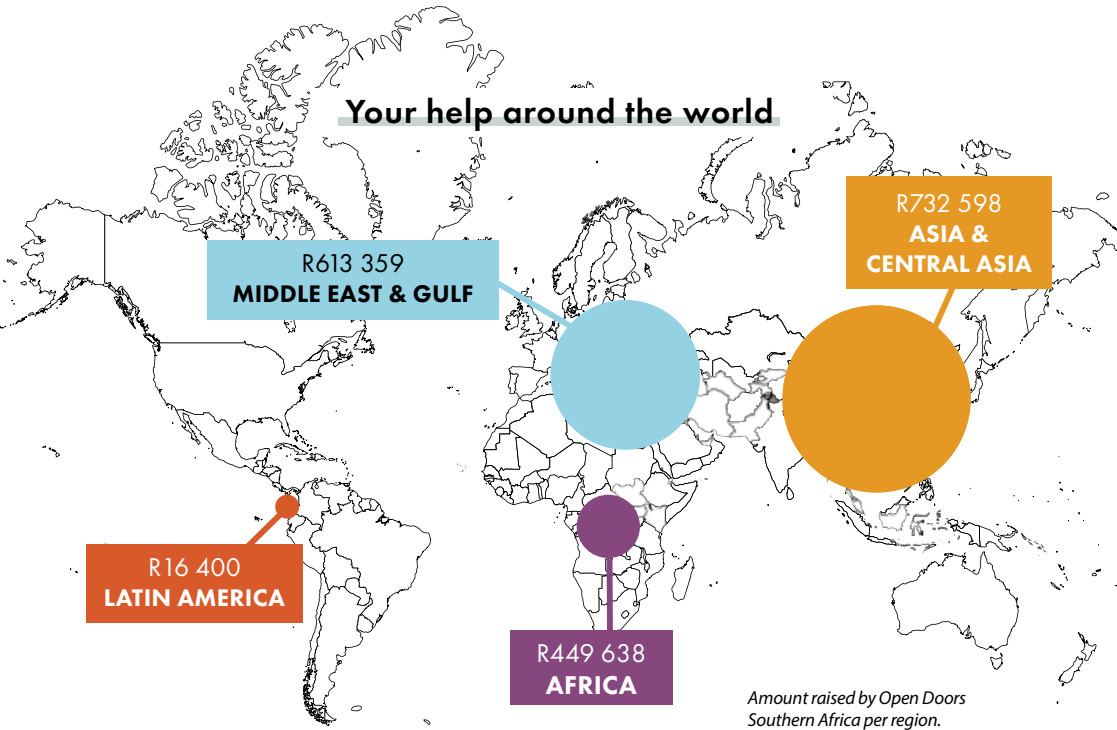 Your help around the world
R732 598
ASIA &
CENTRAL ASIA
R613 359
MIDDLE EAST & GULF
R16 400
LATIN AMERICA
R449 638
AFRICA
Amount raised by Open Doors
Southern Africa per region.